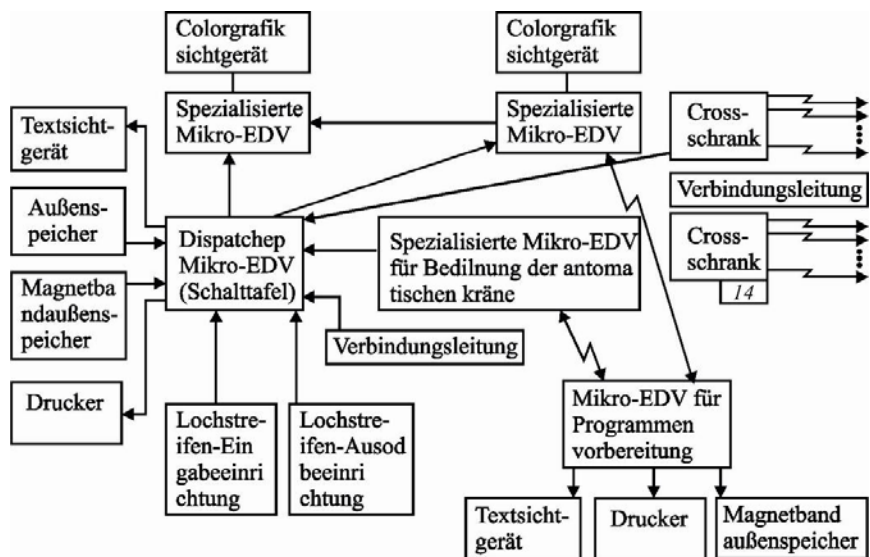 Colorgrafik
sichtgerät
Colorgrafik
sichtgerät
Spezialisierte
Mikro-EDV
Spezialisierte
Mikro-EDV
Cross-
schrank
Textsicht-
gerät
Verbindungsleitung
Außen-
speicher
Dispatchep
Mikro-EDV
(Schalttafel)
Spezialisierte Mikro-EDV
für Bedilnung der antoma
tischen kräne
Cross-
schrank
14
Magnetba
ndaußens-
peicher
Verbindungsleitung
Drucker
Lochstre-
ifen-Ein
gabeeinri
chtung
Lochstre-
ifen-Ausod
beeinri
chtung
Mikro-EDV für
Programmen
vorbereitung
Textsicht-
gerät
Drucker
Magnetband
außenspeicher